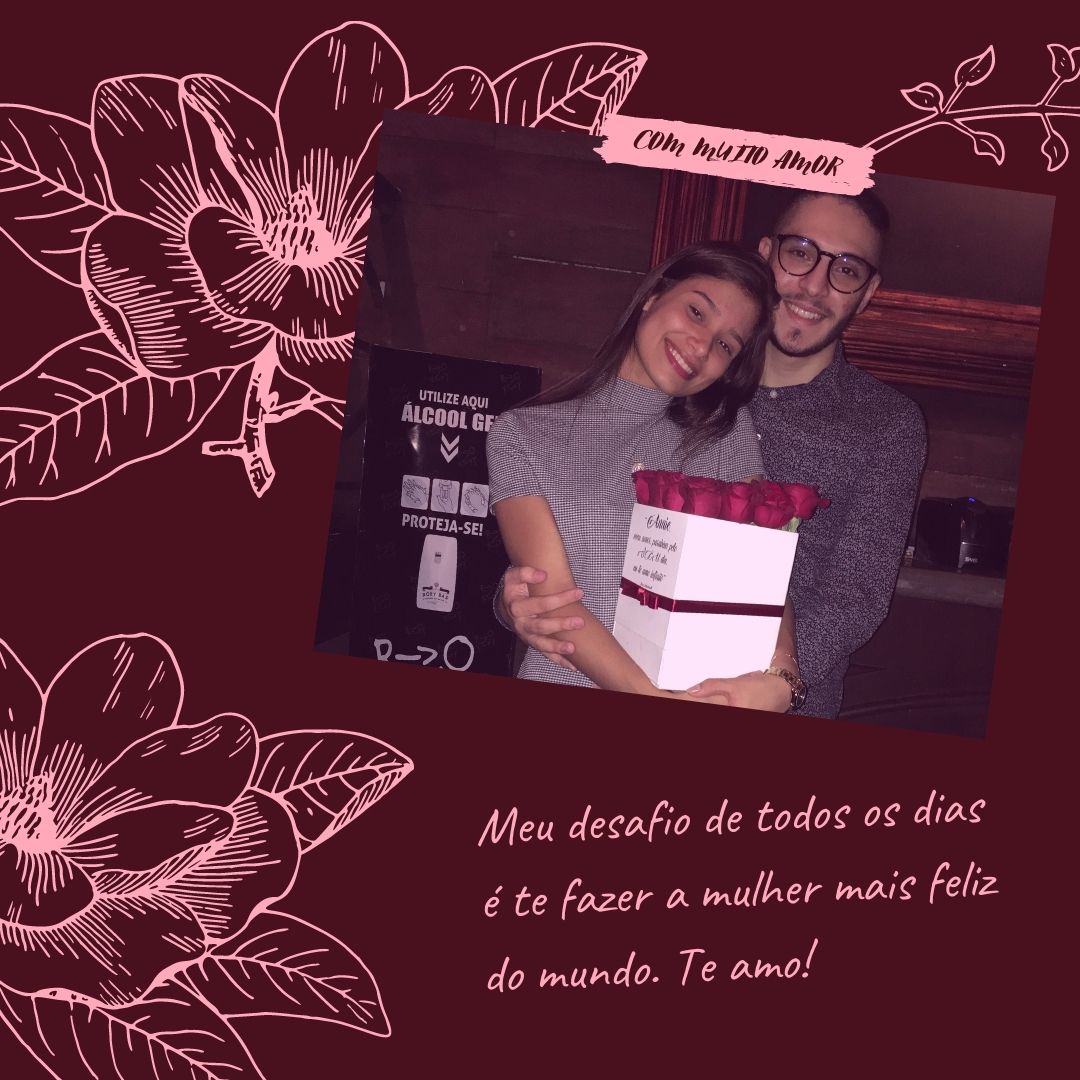 COM MUITO AMOR
UTILIZE AQUI
ÁLCOOL GE
PROTEJA-SE!
Meu desafio de todos os dias
é te fazer a mulher mais feliz
do mundo. Te amo!